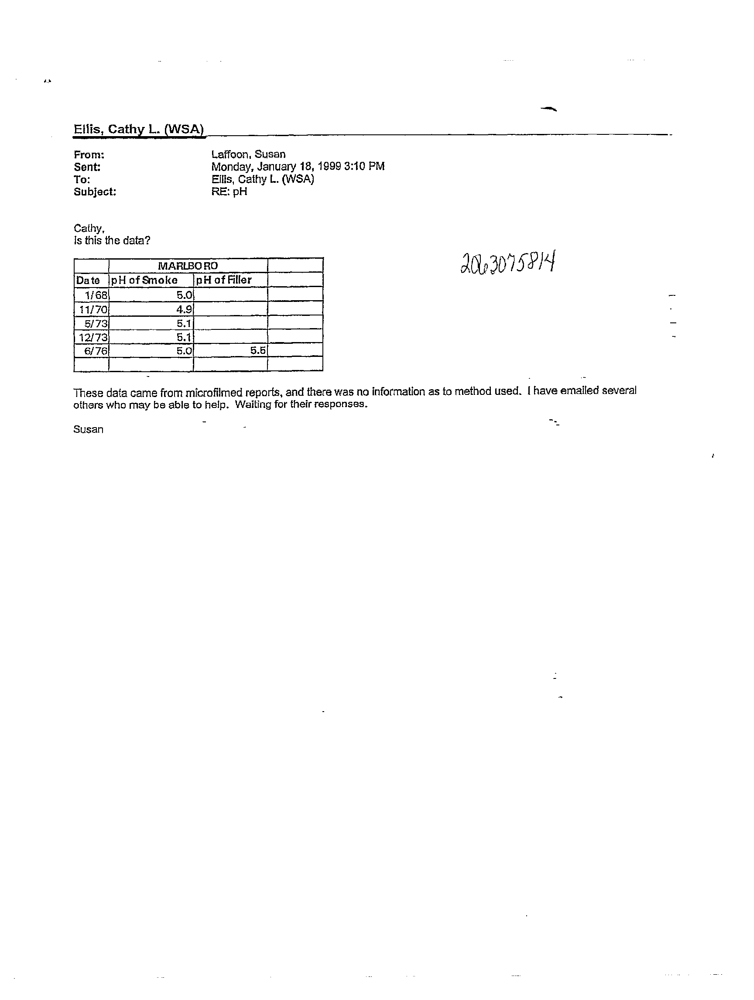 Ellis, Cathy L. (WSA)
From: Laffoon, Susan
Sent: Monday, January 18, 1999 3:10 PM
To: Ellis, Cathy L. (WSA)
Subject: RE: pH
Cathy,
Is this the data?
2063075814
MARLBORO
Date pH of Smoke pH of Filler
1/68 5.0
11/70 4.9
5/73 5.1
12/73 5.1
6/76 5.0 5.5
These data came from microfilmed reports, and there was no information as to method used. I have emailed several
others who may be able to help. Waiting for their responses.
Susan